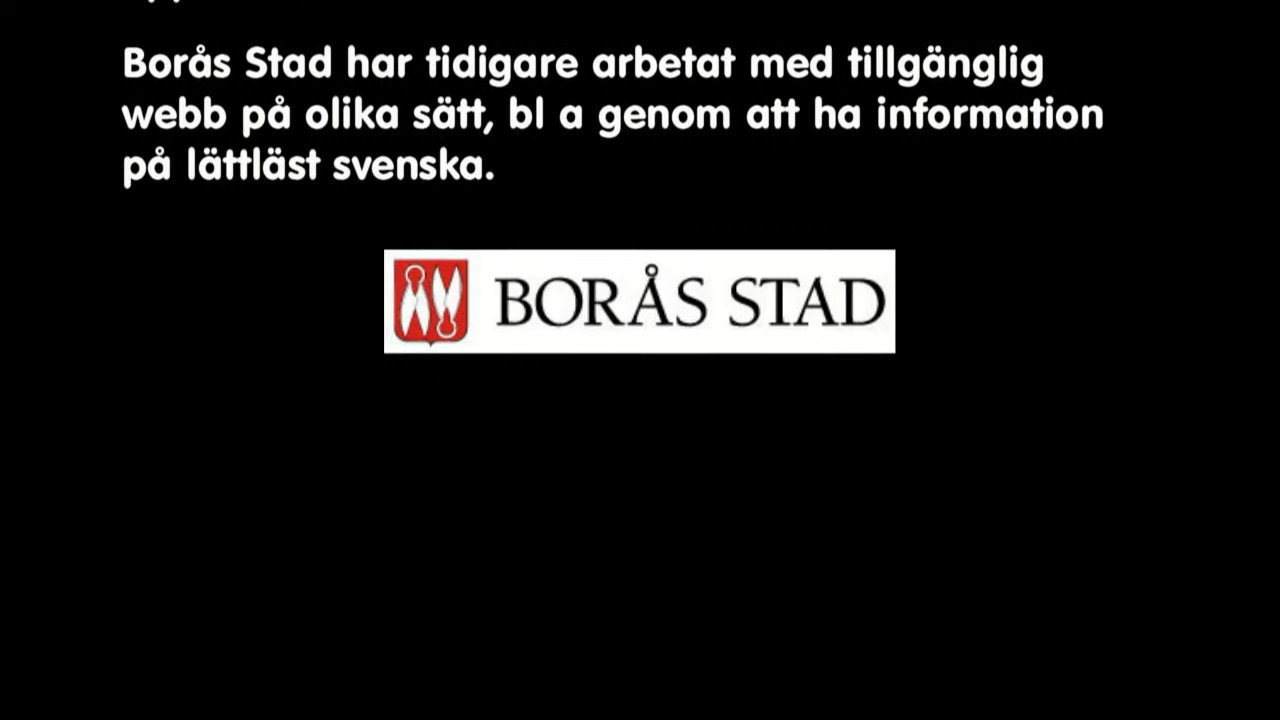 Borås Stad har tidigare arbetat med tillgänglig
webb på olika sätt, bl a genom att ha information
på lättläst svenska.
BORÅS STAD